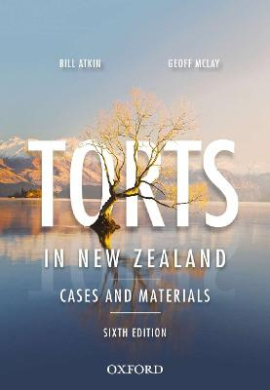 BILL ATKIN GEOFF MCLAY
TORTS
IN NEW ZEALAND
CASES AND MATERIALS
SIXTH EDITION
OXFORD